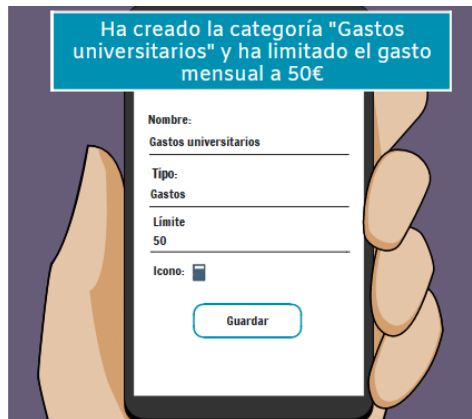 Ha creado la categoría "Gastos
universitarios" y ha limitado el gasto
mensual a 50€
Nombre:
Gastos universitarios
Tipo:
Gastos
Límite
50
Icono:
Guardar